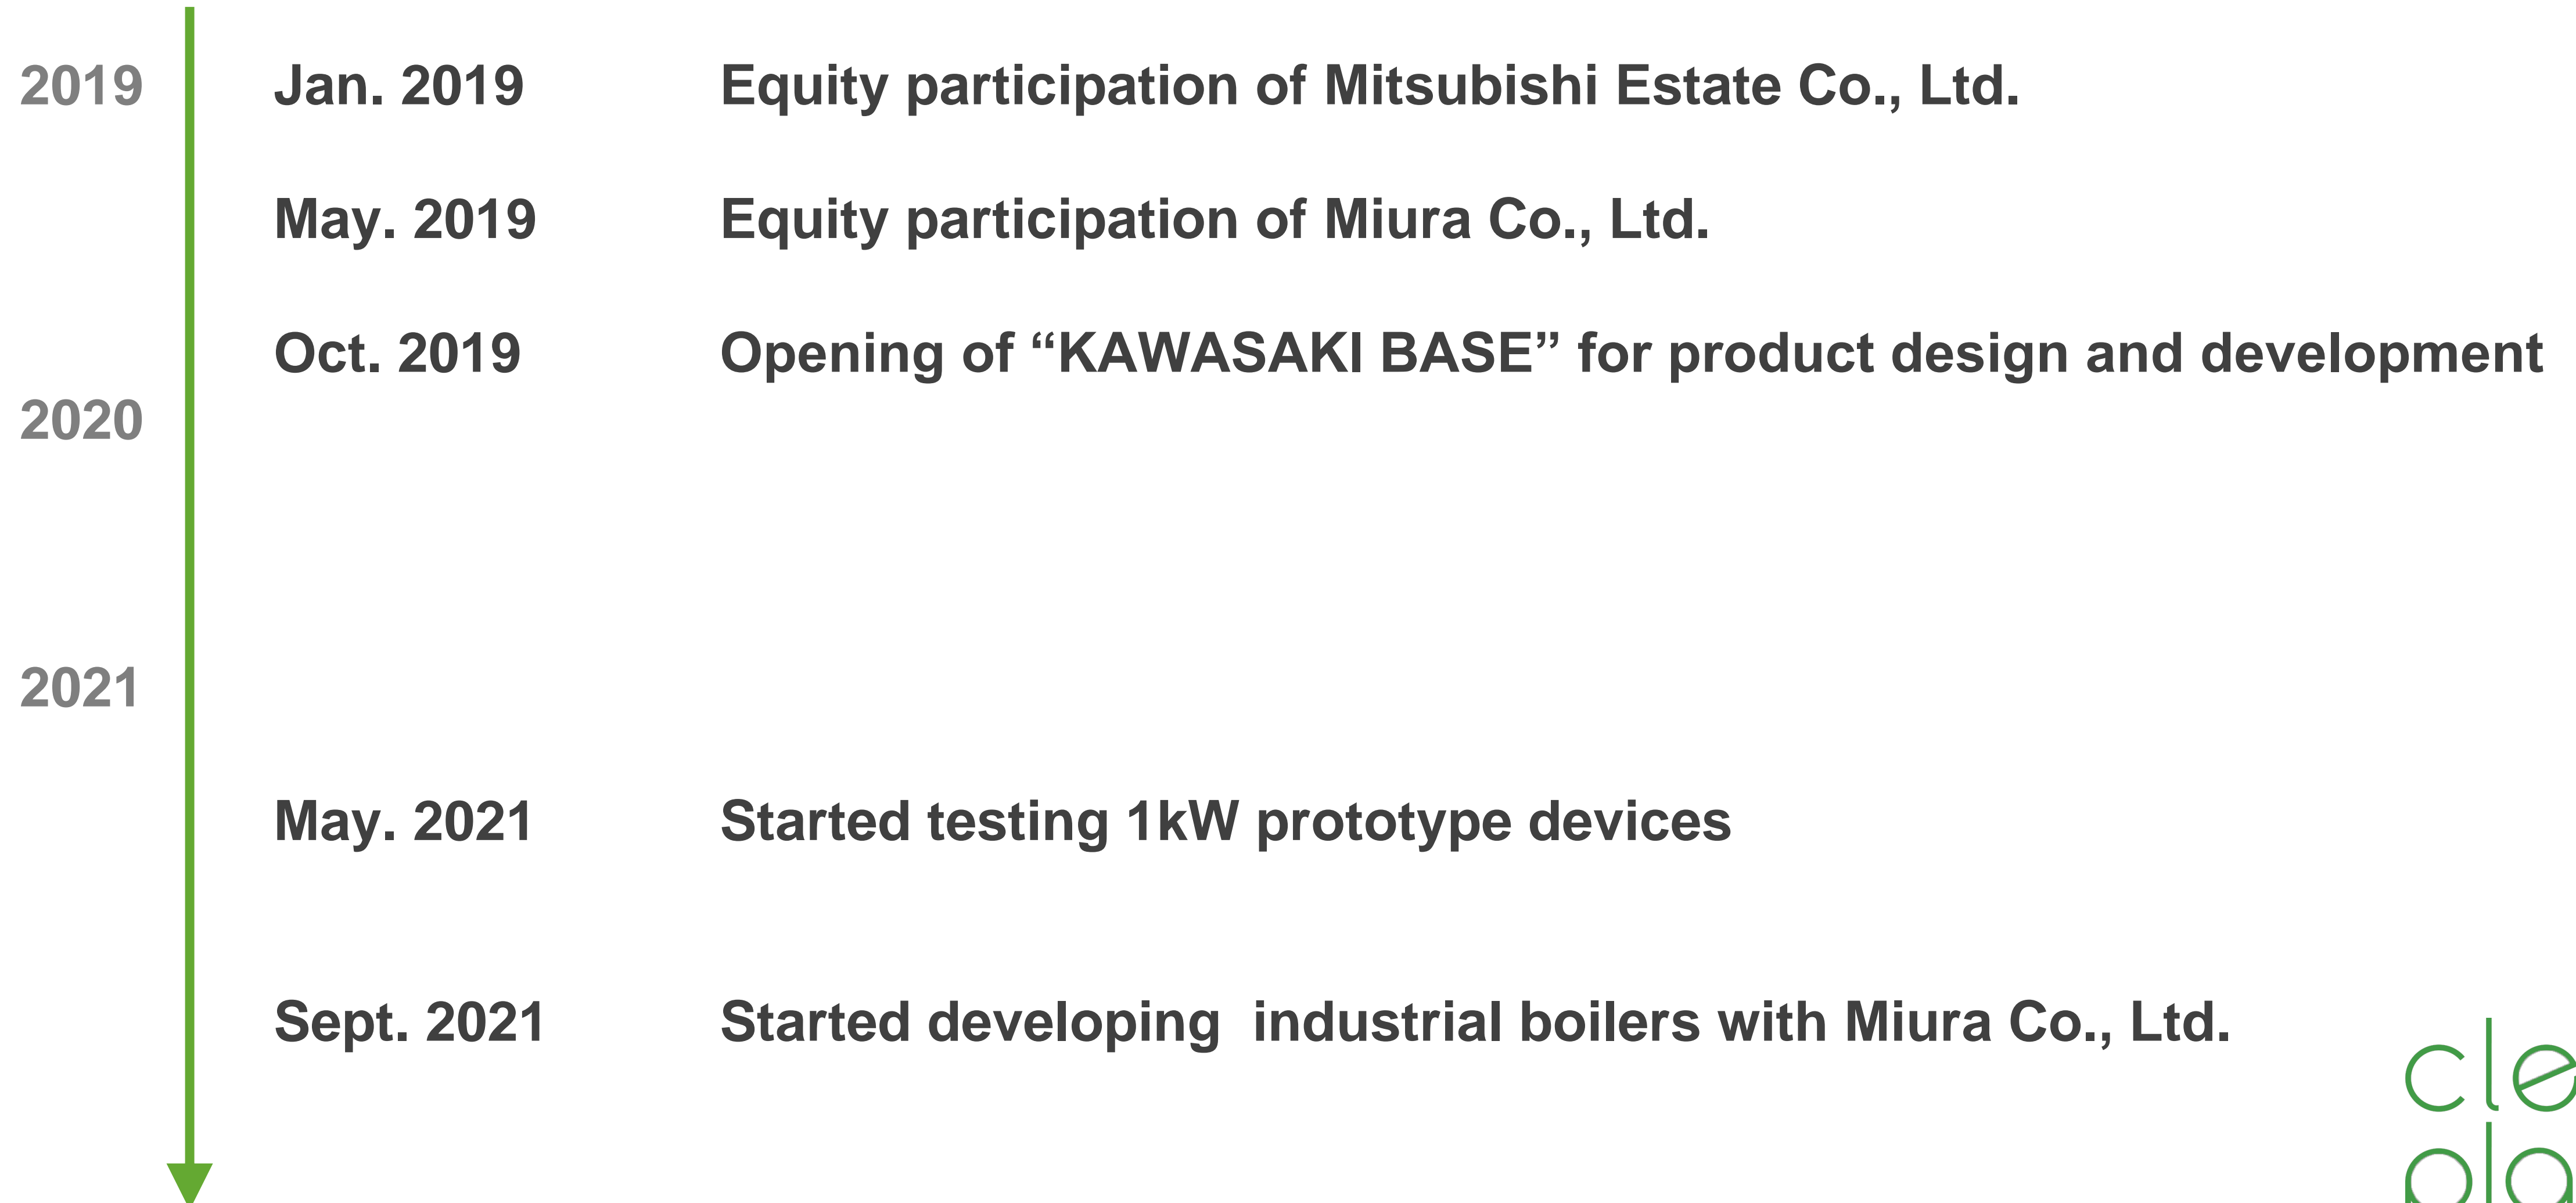 2019 Jan. 2019 Equity participation of Mitsubishi Estate Co., Ltd.
May. 2019 Equity participation of Miura Co., Ltd.
Oct. 2019 Opening of “KAWASAKI BASE” for product design and development
2020
2021
May. 2021 Started testing 1kW prototype devices
Sept. 2021 Started developing  industrial boilers with Miura Co., Ltd.
cle
pla